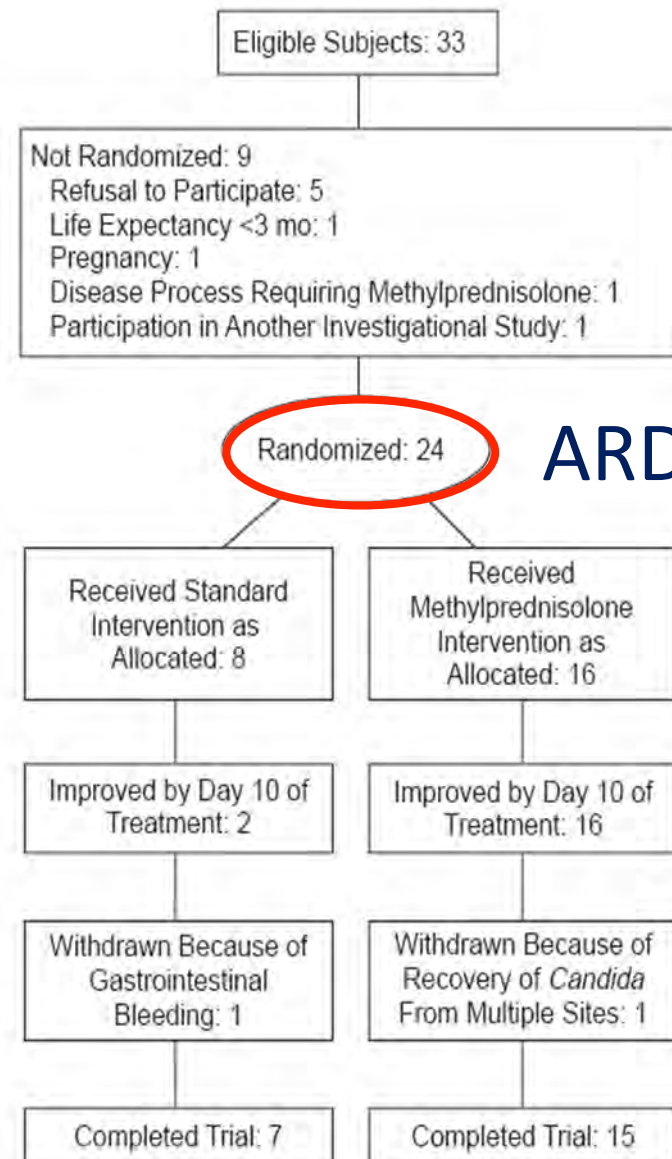 Eligible Subjects: 33
Not Randomized: 9
Refusal to Participate: 5
Life Expectancy <3 mo: 1
Pregnancy: 1
Disease Process Requiring Methylprednisolone: 1
Participation in Another Investigational Study: 1
Randomized: 24
ARD
Received Standard
Intervention as
Allocated: 8
Received
Methylprednisolone
Intervention as
Allocated: 16
Improved by Day 10 of
Treatment: 2
Improved by Day 10 of
Treatment: 16
Withdrawn Because of
Gastrointestinal
Bleeding: 1
Withdrawn Because of
Recovery of Candida
From Multiple Sites: 1
Completed Trial: 7
Completed Trial: 15